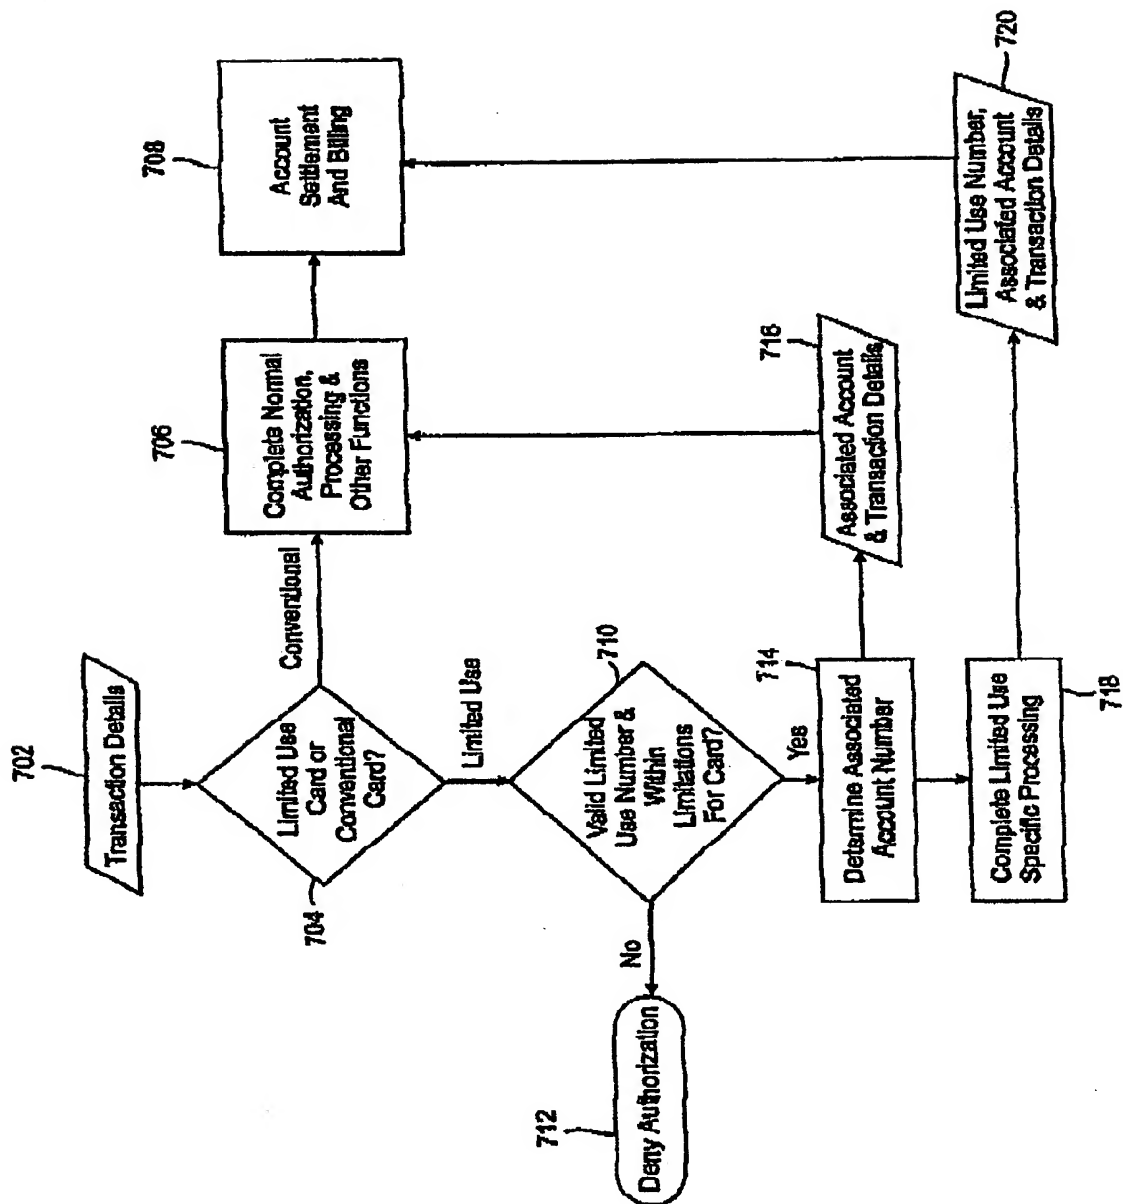 702
Transaction Details
704
Limited Use
Card or
Conventional
Card?
Conventional
706
Complete Normal
Authorization,
Processing &
Other Functions
708
Account
Settlement
And Billing
Limited Use
710
Valid Limited
Use Number &
Within
Limitations
For Card?
No
712
Deny Authorization
Yes
714
Determine Associated
Account Number
716
Associated Account
& Transaction Details
Complete Limited Use
Specific Processing
718
720
Limited Use Number,
Associated Account
& Transaction Details